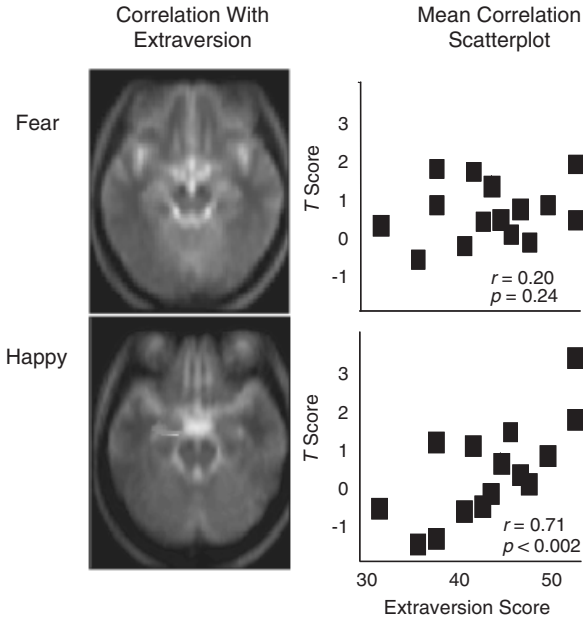 Correlation With
Extraversion
Mean Correlation
Scatterplot
Fear
T Score
3
2
1
0
-1
r = 0.20
p = 0.24
Happy
T Score
3
2
1
0
-1
r = 0.71
p < 0.002
30 40 50
Extraversion Score